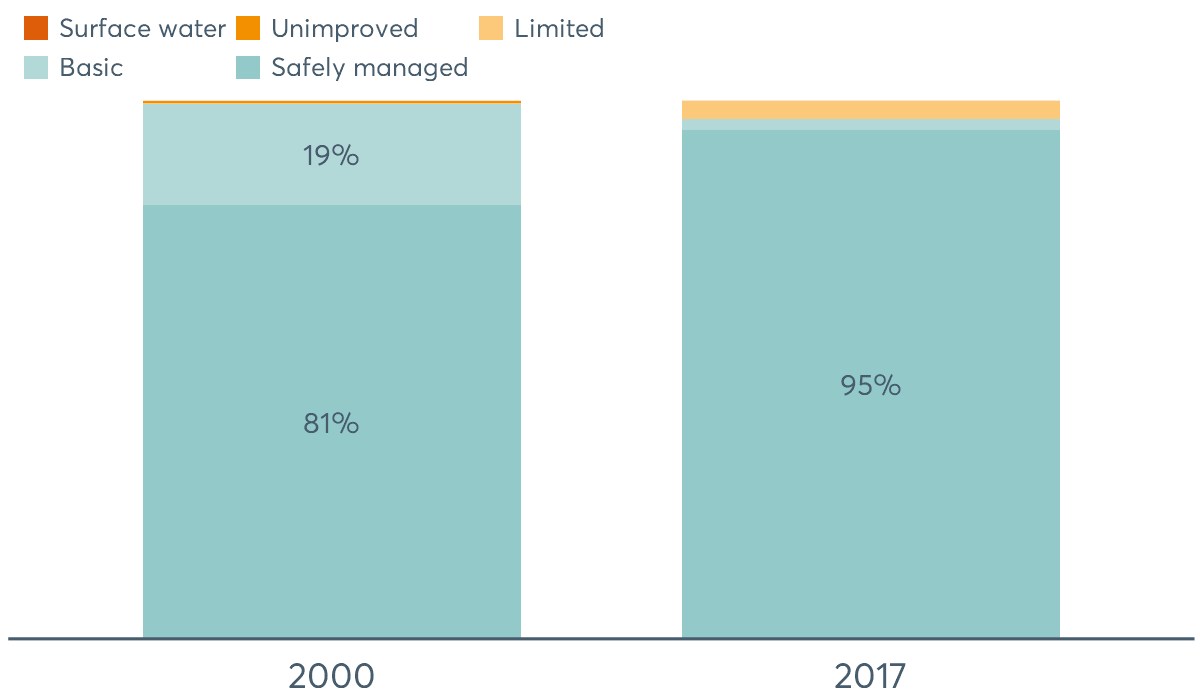 Surface water Unimproved Limited
Basic Safely managed
19%
95%
81%
2000 2017